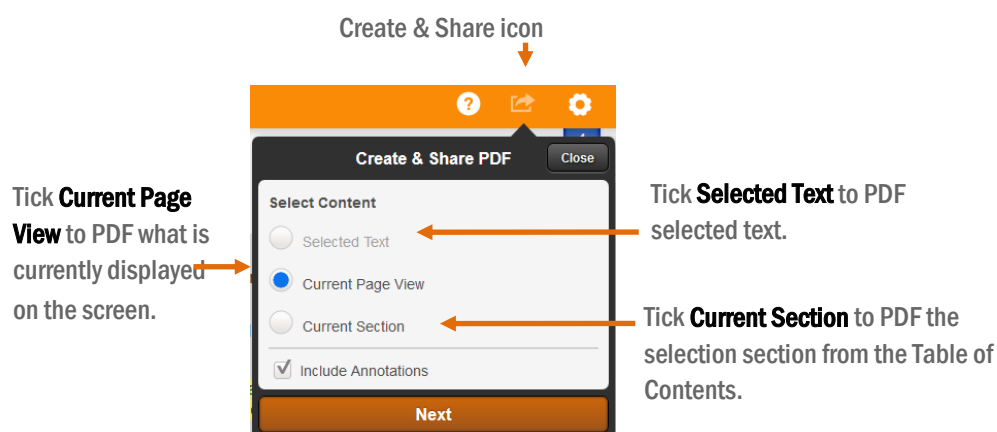 Create & Share icon
?
Create & Share PDF
Close
Select Content
Selected Text
Current Page View
Current Section
Include Annotations
Next
Tick Current Page
View to PDF what is
currently displayed
on the screen.
Tick Selected Text to PDF
selected text.
Tick Current Section to PDF the
selection section from the Table of
Contents.